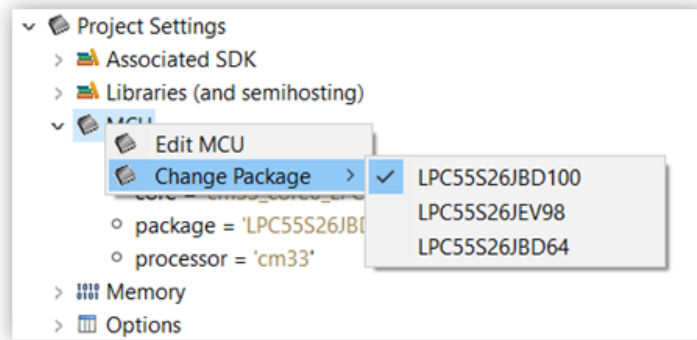 Project Settings
Associated SDK
Libraries (and semihosting)
MCU
Edit MCU
Change Package
LPC55S26JBD100
LPC55S26JEV98
LPC55S26JBD64
package = 'LPC55S26JBD
processor = 'cm33'
Memory
Options